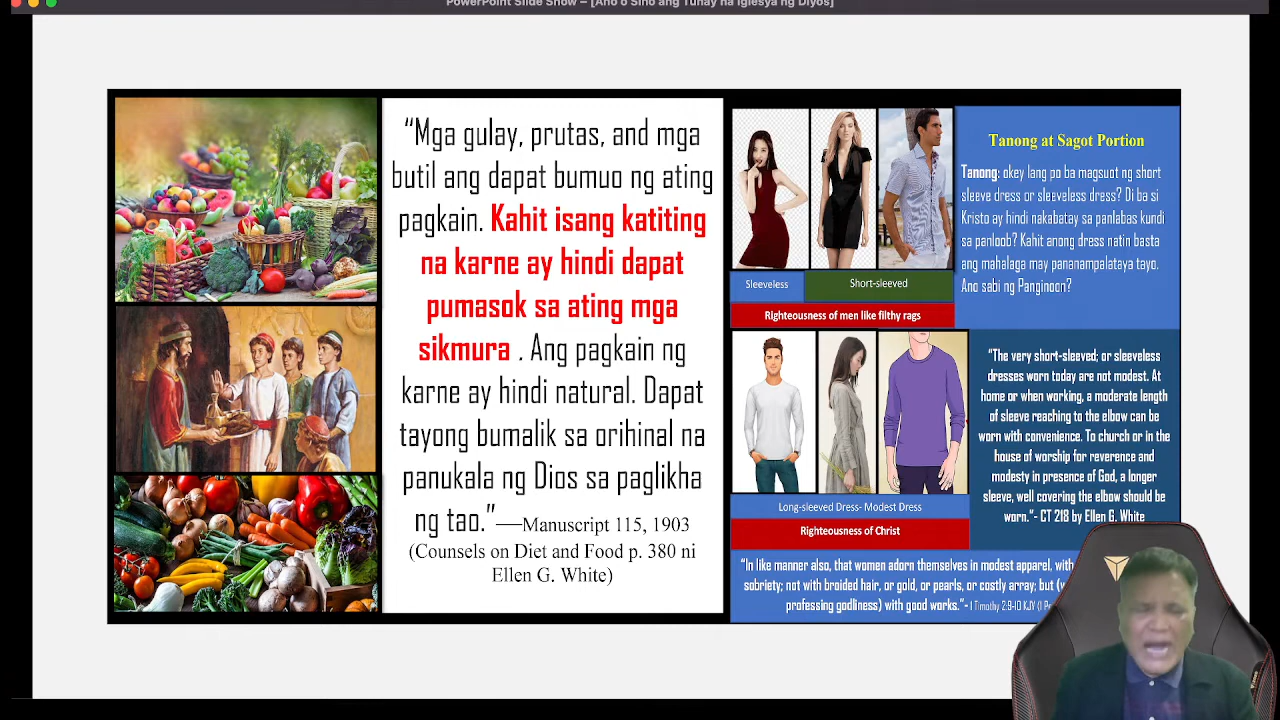 PowerPoint Slide Show – [Ano o Sino ang Tunay na Iglesya ng Diyos]
“Mga gulay, prutas, and mga
butil ang dapat bumuo ng ating
pagkain. Kahit isang katiting
na karne ay hindi dapat
pumasok sa ating mga
sikmura . Ang pagkain ng
karne ay hindi natural. Dapat
tayong bumalik sa orihinal na
panukala ng Dios sa paglikha
ng tao.”—Manuscript 115, 1903
(Counsels on Diet and Food p. 380 ni
Ellen G. White)
Sleeveless
Short-sleeved
Righteousness of men like filthy rags
Long-sleeved Dress- Modest Dress
Righteousness of Christ
Tanong at Sagot Portion
Tanong: okey lang po ba magsuot ng short
sleeve dress or sleeveless dress? Di ba si
Kristo ay hindi nakabatay sa panlabas kundi
sa panloob? Kahit anong dress natin basta
ang mahalaga may pananampalataya tayo.
Ano sabi ng Panginoon?
“The very short-sleeved; or sleeveless
dresses worn today are not modest. At
home or when working, a moderate length
of sleeve reaching to the elbow can be
worn with convenience. To church or in the
house of worship for reverence and
modesty in presence of God, a longer
sleeve, well covering the elbow should be
worn.”- CT 218 by Ellen G. White
“In like manner also, that women adorn themselves in modest apparel, with
sobriety; not with braided hair, or gold, or pearls, or costly array; but
professing godliness) with good works.”- 1 Timothy 2:9-10 KJV